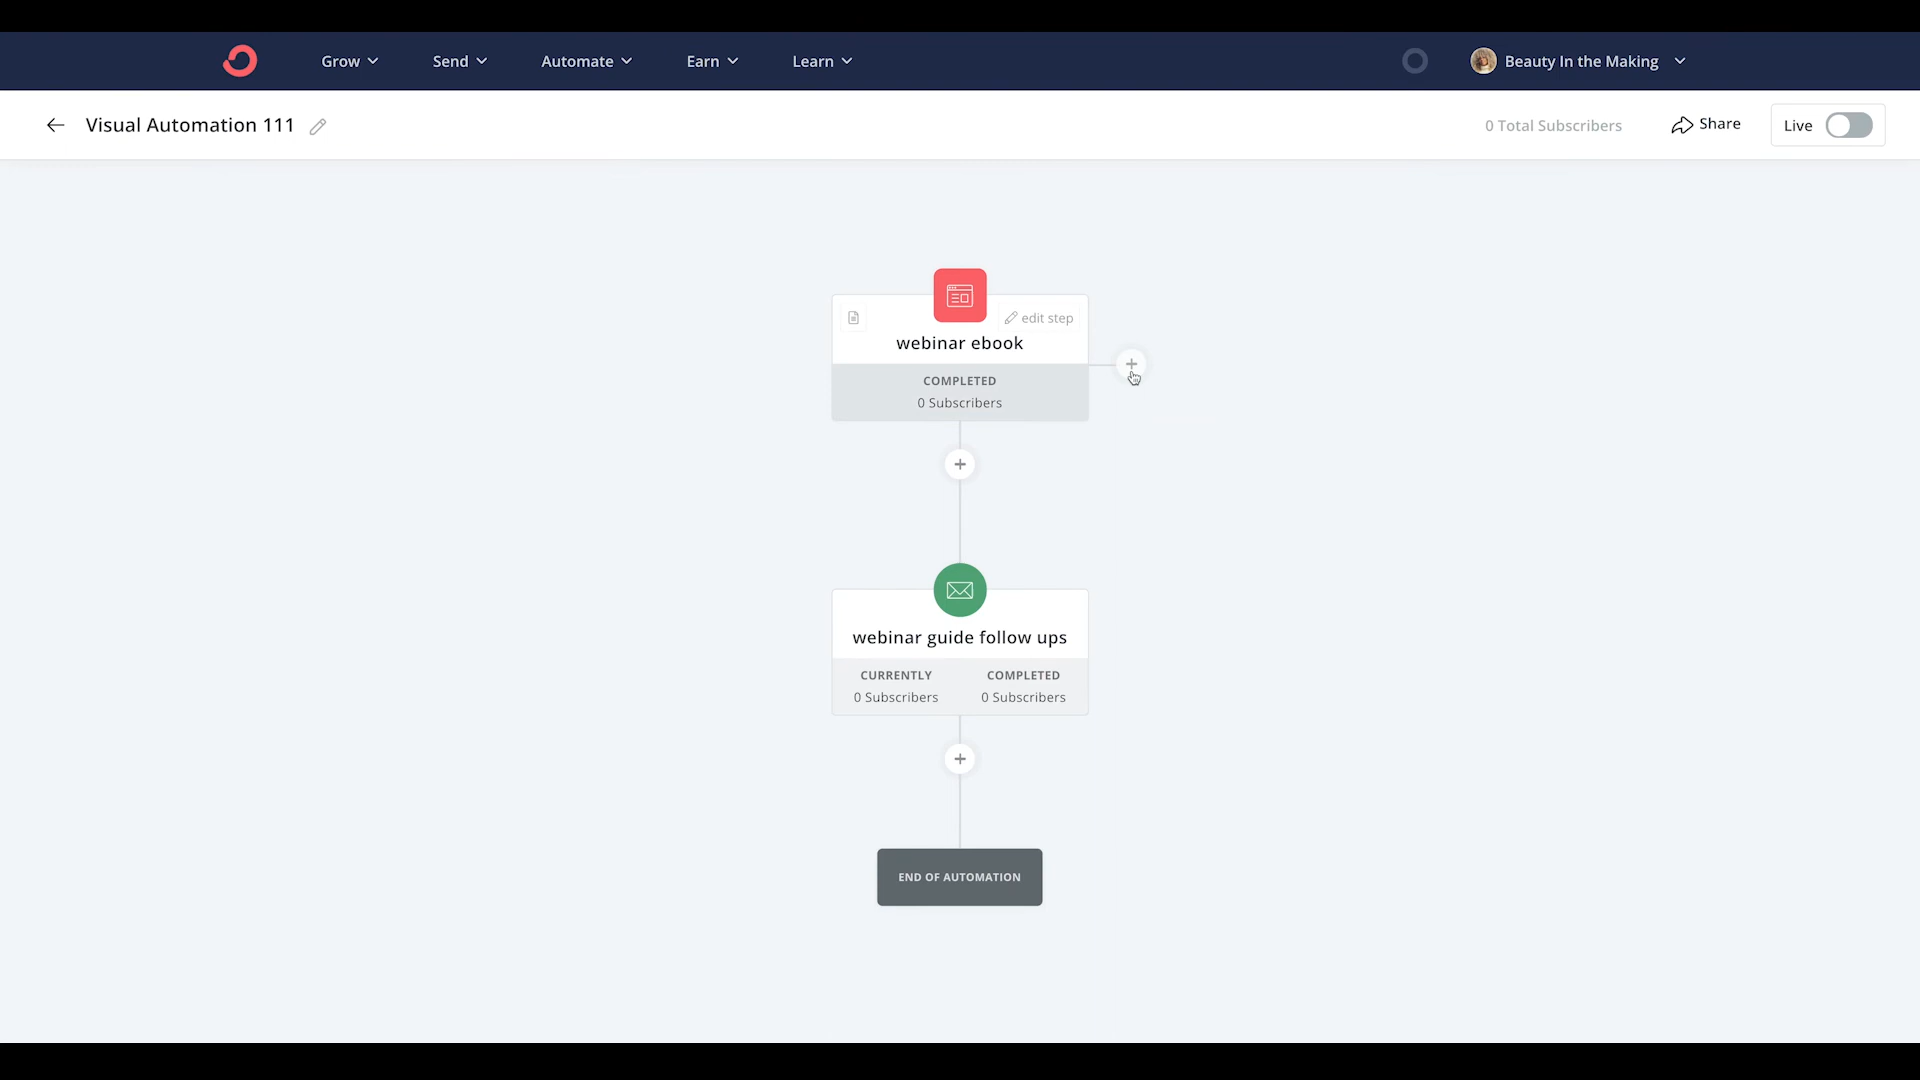 Grow
Send
Automate
Earn
Learn
Beauty In the Making
Visual Automation 111
0 Total Subscribers
Share
Live
edit step
webinar ebook
COMPLETED
0 Subscribers
webinar guide follow ups
CURRENTLY
COMPLETED
0 Subscribers
0 Subscribers
END OF AUTOMATION